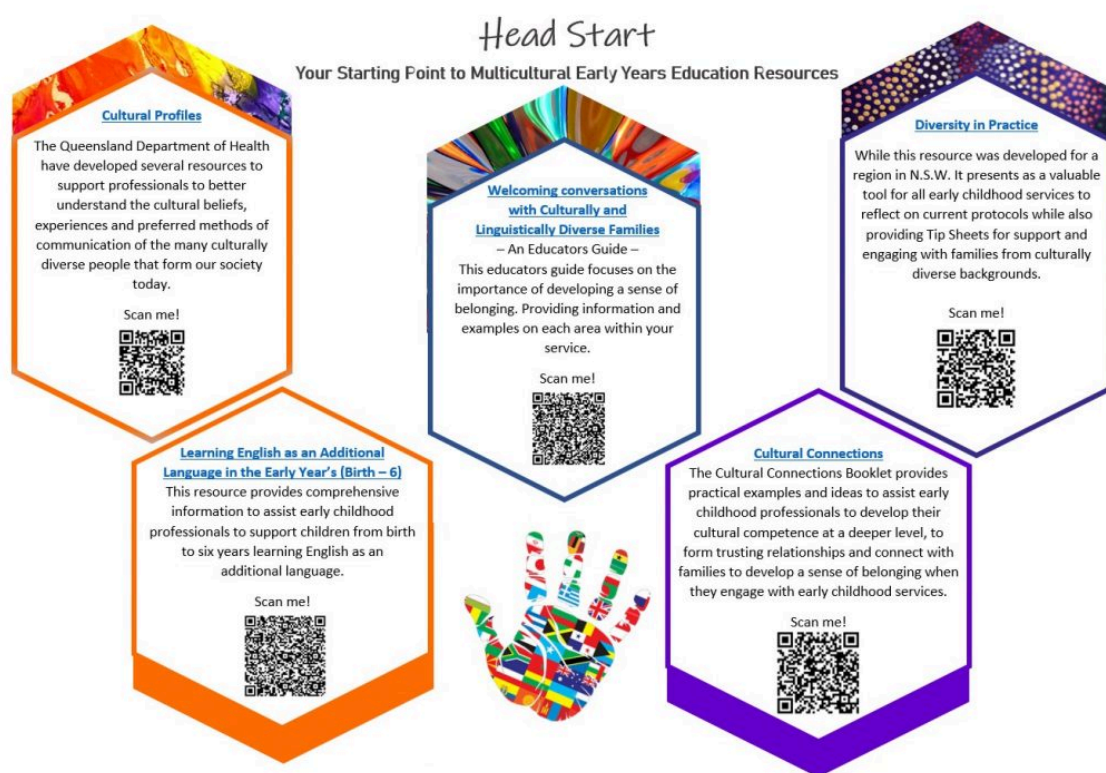 Head Start
Your Starting Point to Multicultural Early Years Education Resources
Cultural Profiles
The Queensland Department of Health
have developed several resources to
support professionals to better
understand the cultural beliefs,
experiences and preferred methods of
communication of the many culturally
diverse people that form our society
today.
Scan me!
Welcoming conversations
with Culturally and
Linguistically Diverse Families
– An Educators Guide –
This educators guide focuses on the
importance of developing a sense of
belonging. Providing information and
examples on each area within your
service.
Scan me!
Diversity in Practice
While this resource was developed for a
region in N.S.W. It presents as a valuable
tool for all early childhood services to
reflect on current protocols while also
providing Tip Sheets for support and
engaging with families from culturally
diverse backgrounds.
Scan me!
Learning English as an Additional
Language in the Early Year's (Birth – 6)
This resource provides comprehensive
information to assist early childhood
professionals to support children from birth
to six years learning English as an
additional language.
Scan me!
Cultural Connections
The Cultural Connections Booklet provides
practical examples and ideas to assist early
childhood professionals to develop their
cultural competence at a deeper level, to
form trusting relationships and connect with
families to develop a sense of belonging when
they engage with early childhood services.
Scan me!